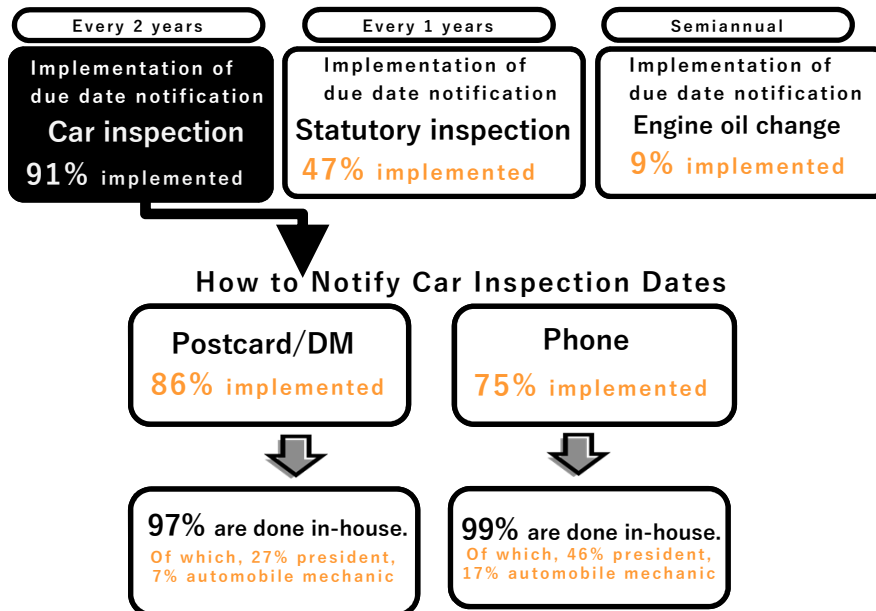 Every 2 years
Implementation of
due date notification
Car inspection
91% implemented
Every 1 years
Implementation of
due date notification
Statutory inspection
47% implemented
Semiannual
Implementation of
due date notification
Engine oil change
9% implemented
How to Notify Car Inspection Dates
Postcard/DM
86% implemented
Phone
75% implemented
97% are done in-house.
Of which, 27% president,
7% automobile mechanic
99% are done in-house.
Of which, 46% president,
17% automobile mechanic